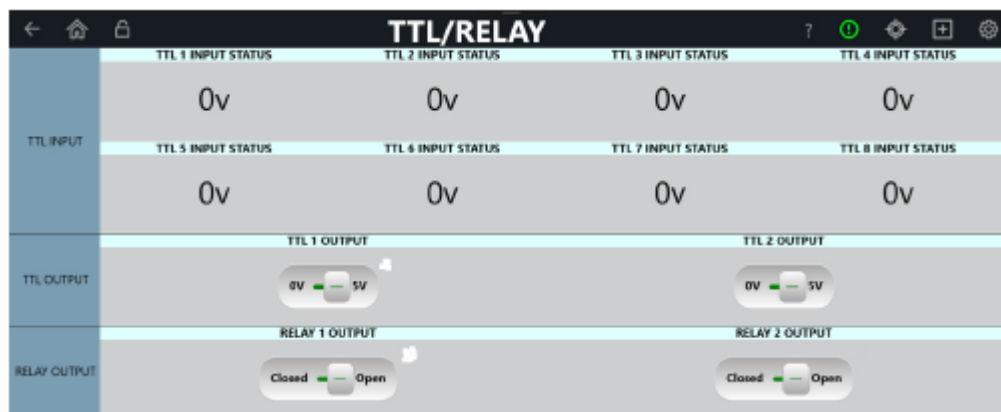 TTL/RELAY ?
TTL 1 INPUT STATUS TTL 2 INPUT STATUS TTL 3 INPUT STATUS TTL 4 INPUT STATUS
0v 0v 0v 0v
TTL INPUT
TTL 5 INPUT STATUS TTL 6 INPUT STATUS TTL 7 INPUT STATUS TTL 8 INPUT STATUS
0v 0v 0v 0v
TTL 1 OUTPUT TTL 2 OUTPUT
TTL OUTPUT
0V 5V 0V 5V
RELAY 1 OUTPUT RELAY 2 OUTPUT
RELAY OUTPUT
Closed Open Closed Open